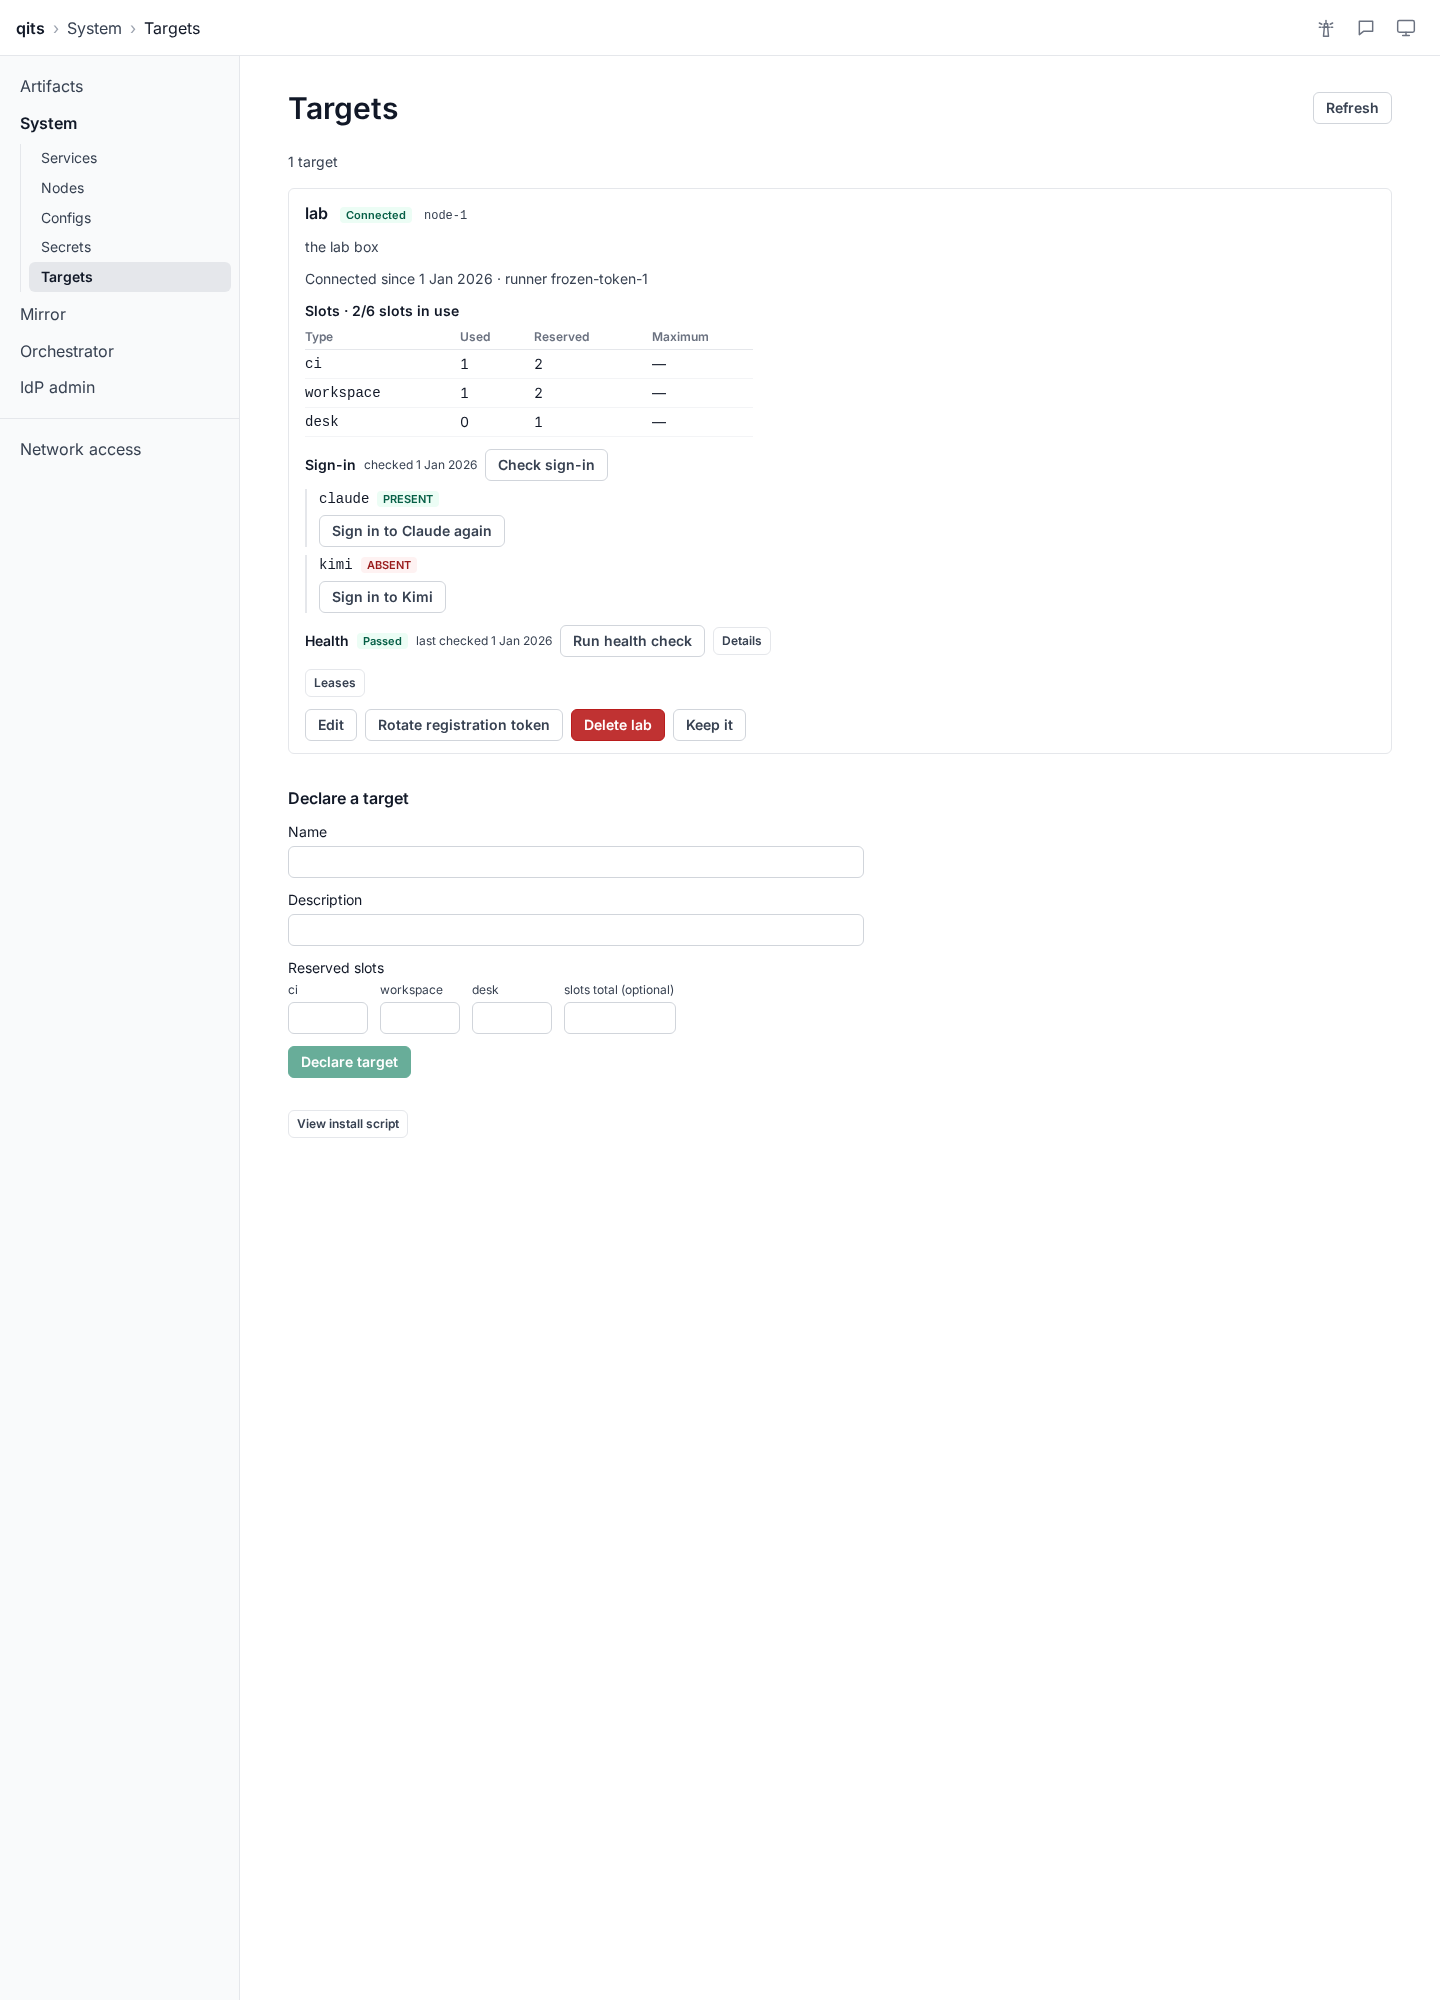 qits › System › Targets
Artifacts
System
Services
Nodes
Configs
Secrets
Targets
Mirror
Orchestrator
IdP admin
Network access
Targets
Refresh
1 target
lab Connected node-1
the lab box
Connected since 1 Jan 2026 · runner frozen-token-1
Slots · 2/6 slots in use
Type Used Reserved Maximum
ci 1 2 —
workspace 1 2 —
desk 0 1 —
Sign-in checked 1 Jan 2026 Check sign-in
claude PRESENT
Sign in to Claude again
kimi ABSENT
Sign in to Kimi
Health Passed last checked 1 Jan 2026 Run health check Details
Leases
Edit Rotate registration token Delete lab Keep it
Declare a target
Name
Description
Reserved slots
ci workspace desk slots total (optional)
Declare target
View install script